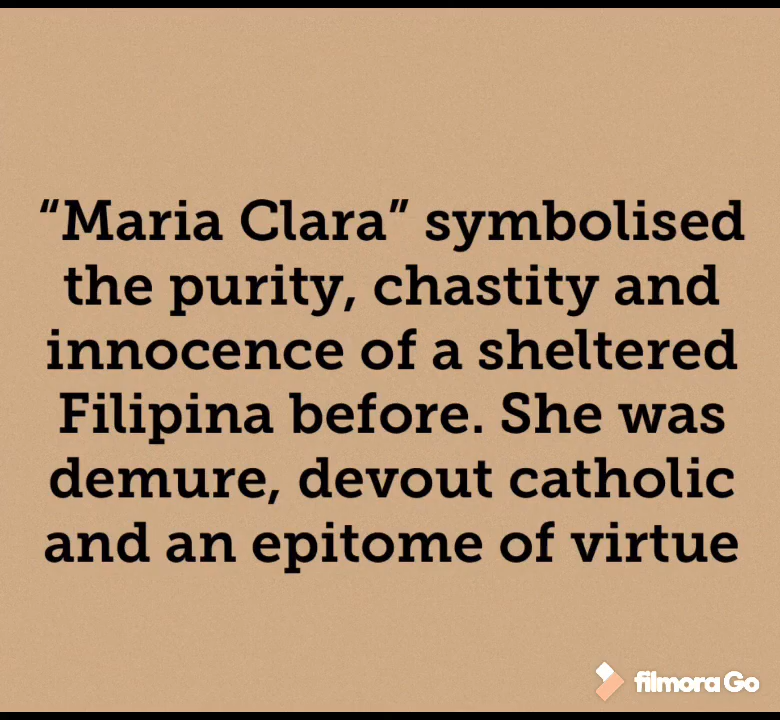 “Maria Clara” symbolised
the purity, chastity and
innocence of a sheltered
Filipina before. She was
demure, devout catholic
and an epitome of virtue
filmora Go